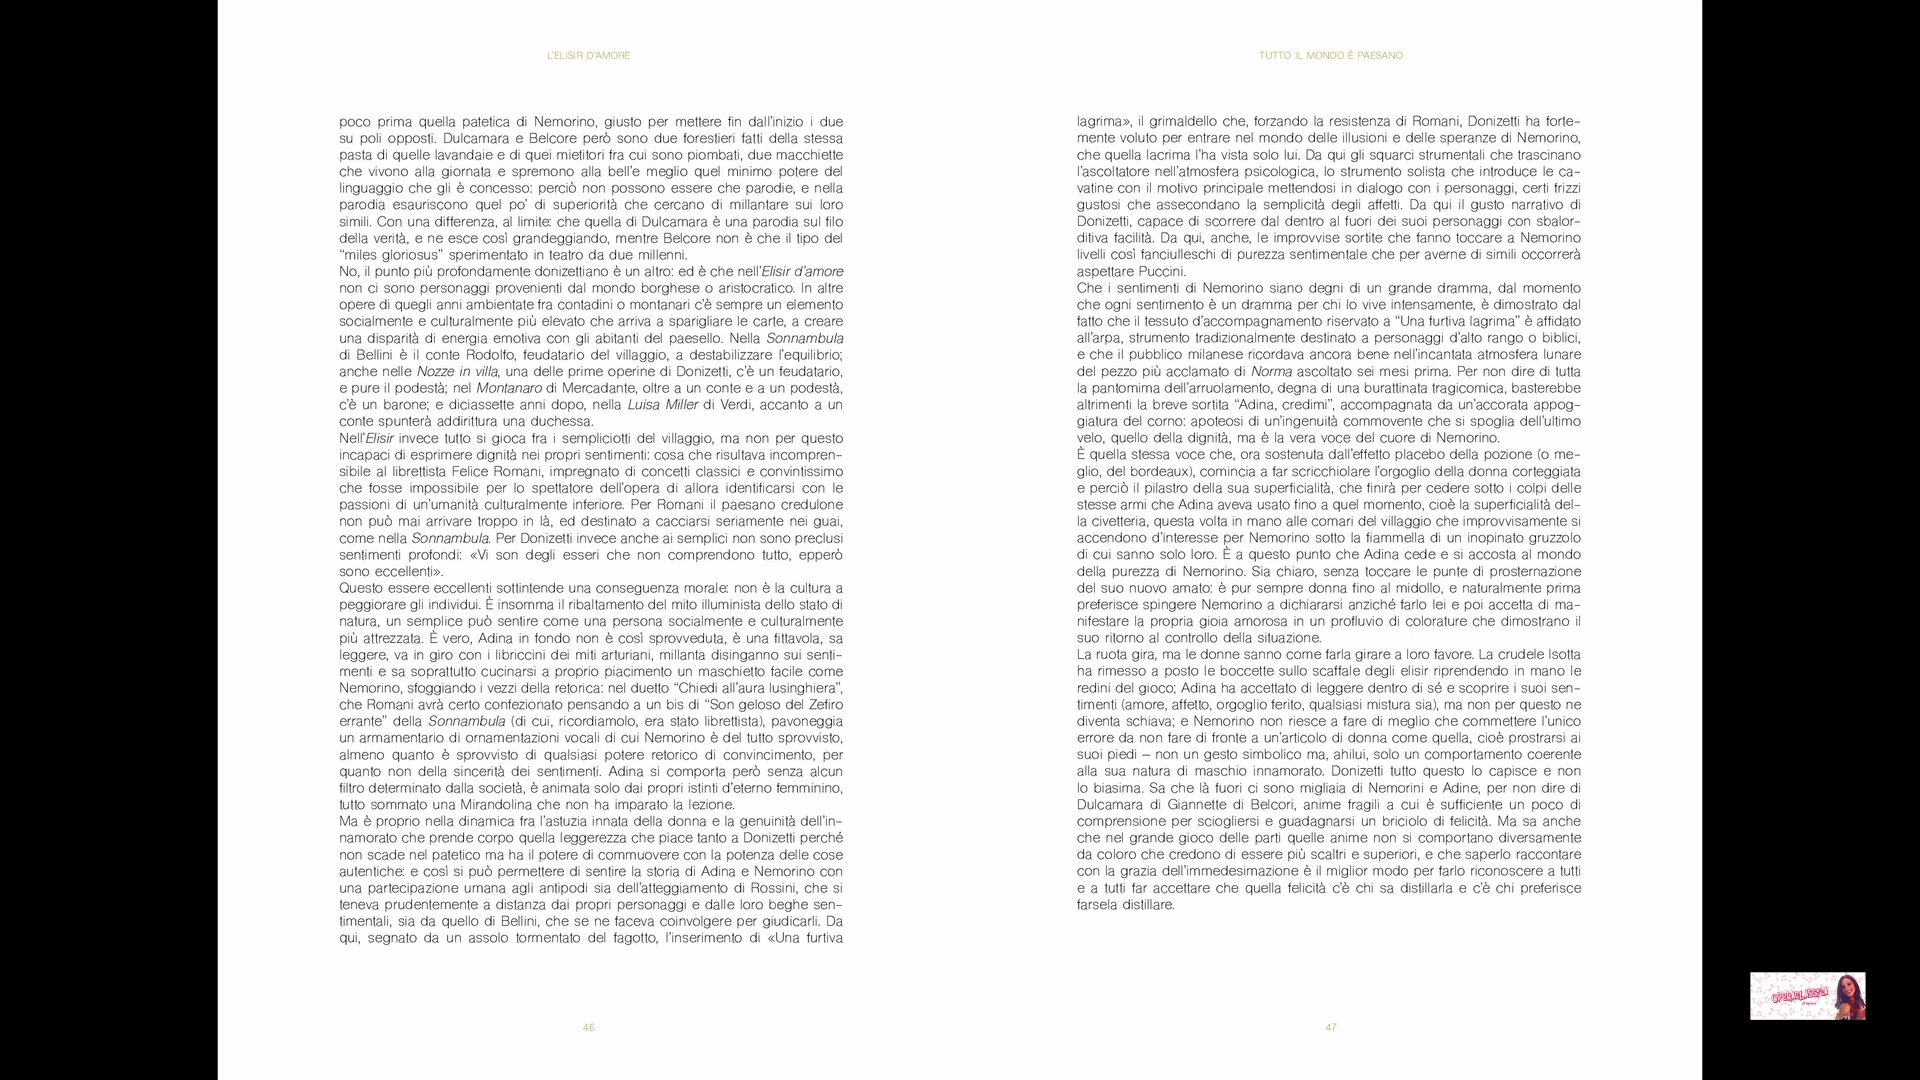 L'ELISIR D'AMORE
poco prima quella patetica di Nemorino, giusto per mettere fin dall'inizio i due
su poli opposti. Dulcamara e Belcore però sono due forestieri fatti della stessa
pasta di quelle lavandaie e di quei mietitori fra cui sono piombati, due macchiette
che vivono alla giornata e spremono alla bell'e meglio quel minimo potere del
linguaggio che gli è concesso: perciò non possono essere che parodie, e nella
parodia esauriscono quel po' di superiorità che cercano di millantare sui loro
simili. Con una differenza, al limite: che quella di Dulcamara è una parodia sul filo
della verità, e ne esce così grandeggiando, mentre Belcore non è che il tipo del
“miles gloriosus” sperimentato in teatro da due millenni.
No, il punto più profondamente donizettiano è un altro: ed è che nell'Elisir d'amore
non ci sono personaggi provenienti dal mondo borghese o aristocratico. In altre
opere di quegli anni ambientate fra contadini o montanari c'è sempre un elemento
socialmente e culturalmente più elevato che arriva a sparigliare le carte, a creare
una disparità di energia emotiva con gli abitanti del paesello. Nella Sonnambula
di Bellini è il conte Rodolfo, feudatario del villaggio, a destabilizzare l'equilibrio;
anche nelle Nozze in villa, una delle prime operine di Donizetti, c'è un feudatario,
e pure il podestà; nel Montanaro di Mercadante, oltre a un conte e a un podestà,
c'è un barone; e diciassette anni dopo, nella Luisa Miller di Verdi, accanto a un
conte spunterà addirittura una duchessa.
Nell'Elisir invece tutto si gioca fra i sempliciotti del villaggio, ma non per questo
incapaci di esprimere dignità nei propri sentimenti: cosa che risultava incompren-
sibile al librettista Felice Romani, impregnato di concetti classici e convintissimo
che fosse impossibile per lo spettatore dell'opera di allora identificarsi con le
passioni di un'umanità culturalmente inferiore. Per Romani il paesano credulone
non può mai arrivare troppo in là, ed destinato a cacciarsi seriamente nei guai,
come nella Sonnambula. Per Donizetti invece anche ai semplici non sono preclusi
sentimenti profondi: «Vi son degli esseri che non comprendono tutto, epperò
sono eccellenti».
Questo essere eccellenti sottintende una conseguenza morale: non è la cultura a
peggiorare gli individui. È insomma il ribaltamento del mito illuminista dello stato di
natura, un semplice può sentire come una persona socialmente e culturalmente
più attrezzata. È vero, Adina in fondo non è così sprovveduta, è una fittavola, sa
leggere, va in giro con i libriccini dei miti arturiani, millanta disinganno sui senti-
menti e sa soprattutto cucinarsi a proprio piacimento un maschietto facile come
Nemorino, sfoggiando i vezzi della retorica: nel duetto “Chiedi all'aura lusinghiera”,
che Romani avrà certo confezionato pensando a un bis di “Son geloso del Zefiro
errante” della Sonnambula (di cui, ricordiamolo, era stato librettista), pavoneggia
un armamentario di ornamentazioni vocali di cui Nemorino è del tutto sprovvisto,
almeno quanto è sprovvisto di qualsiasi potere retorico di convincimento, per
quanto non della sincerità dei sentimenti. Adina si comporta però senza alcun
filtro determinato dalla società, è animata solo dai propri istinti d'eterno femminino,
tutto sommato una Mirandolina che non ha imparato la lezione.
Ma è proprio nella dinamica fra l'astuzia innata della donna e la genuinità dell'in-
namorato che prende corpo quella leggerezza che piace tanto a Donizetti perché
non scade nel patetico ma ha il potere di commuovere con la potenza delle cose
autentiche: e così si può permettere di sentire la storia di Adina e Nemorino con
una partecipazione umana agli antipodi sia dell'atteggiamento di Rossini, che si
teneva prudentemente a distanza dai propri personaggi e dalle loro beghe sen-
timentali, sia da quello di Bellini, che se ne faceva coinvolgere per giudicarli. Da
qui, segnato da un assolo tormentato del fagotto, l'inserimento di «Una furtiva
46
TUTTO IL MONDO È PAESANO
lagrima», il grimaldello che, forzando la resistenza di Romani, Donizetti ha forte-
mente voluto per entrare nel mondo delle illusioni e delle speranze di Nemorino,
che quella lacrima l'ha vista solo lui. Da qui gli squarci strumentali che trascinano
l'ascoltatore nell'atmosfera psicologica, lo strumento solista che introduce le ca-
vatine con il motivo principale mettendosi in dialogo con i personaggi, certi frizzi
gustosi che assecondano la semplicità degli affetti. Da qui il gusto narrativo di
Donizetti, capace di scorrere dal dentro al fuori dei suoi personaggi con sbalor-
ditiva facilità. Da qui, anche, le improvvise sortite che fanno toccare a Nemorino
livelli così fanciulleschi di purezza sentimentale che per averne di simili occorrerà
aspettare Puccini.
Che i sentimenti di Nemorino siano degni di un grande dramma, dal momento
che ogni sentimento è un dramma per chi lo vive intensamente, è dimostrato dal
fatto che il tessuto d'accompagnamento riservato a “Una furtiva lagrima” è affidato
all'arpa, strumento tradizionalmente destinato a personaggi d'alto rango o biblici,
e che il pubblico milanese ricordava ancora bene nell'incantata atmosfera lunare
del pezzo più acclamato di Norma ascoltato sei mesi prima. Per non dire di tutta
la pantomima dell'arruolamento, degna di una burattinata tragicomica, basterebbe
altrimenti la breve sortita “Adina, credimi”, accompagnata da un'accorata appog-
giatura del corno: apoteosi di un'ingenuità commovente che si spoglia dell'ultimo
velo, quello della dignità, ma è la vera voce del cuore di Nemorino.
È quella stessa voce che, ora sostenuta dall'effetto placebo della pozione (o me-
glio, del bordeaux), comincia a far scricchiolare l'orgoglio della donna corteggiata
e perciò il pilastro della sua superficialità, che finirà per cedere sotto i colpi delle
stesse armi che Adina aveva usato fino a quel momento, cioè la superficialità del-
la civetteria, questa volta in mano alle comari del villaggio che improvvisamente si
accendono d'interesse per Nemorino sotto la fiammella di un inopinato gruzzolo
di cui sanno solo loro. È a questo punto che Adina cede e si accosta al mondo
della purezza di Nemorino. Sia chiaro, senza toccare le punte di prosternazione
del suo nuovo amato: è pur sempre donna fino al midollo, e naturalmente prima
preferisce spingere Nemorino a dichiararsi anziché farlo lei e poi accetta di ma-
nifestare la propria gioia amorosa in un profluvio di colorature che dimostrano il
suo ritorno al controllo della situazione.
La ruota gira, ma le donne sanno come farla girare a loro favore. La crudele Isotta
ha rimesso a posto le boccette sullo scaffale degli elisir riprendendo in mano le
redini del gioco; Adina ha accettato di leggere dentro di sé e scoprire i suoi sen-
timenti (amore, affetto, orgoglio ferito, qualsiasi mistura sia), ma non per questo ne
diventa schiava; e Nemorino non riesce a fare di meglio che commettere l'unico
errore da non fare di fronte a un'articolo di donna come quella, cioè prostrarsi ai
suoi piedi – non un gesto simbolico ma, ahilui, solo un comportamento coerente
alla sua natura di maschio innamorato. Donizetti tutto questo lo capisce e non
lo biasima. Sa che là fuori ci sono migliaia di Nemorini e Adine, per non dire di
Dulcamara di Giannette di Belcori, anime fragili a cui è sufficiente un poco di
comprensione per sciogliersi e guadagnarsi un briciolo di felicità. Ma sa anche
che nel grande gioco delle parti quelle anime non si comportano diversamente
da coloro che credono di essere più scaltri e superiori, e che saperlo raccontare
con la grazia dell'immedesimazione è il miglior modo per farlo riconoscere a tutti
e a tutti far accettare che quella felicità c'è chi sa distillarla e c'è chi preferisce
farsela distillare.
47